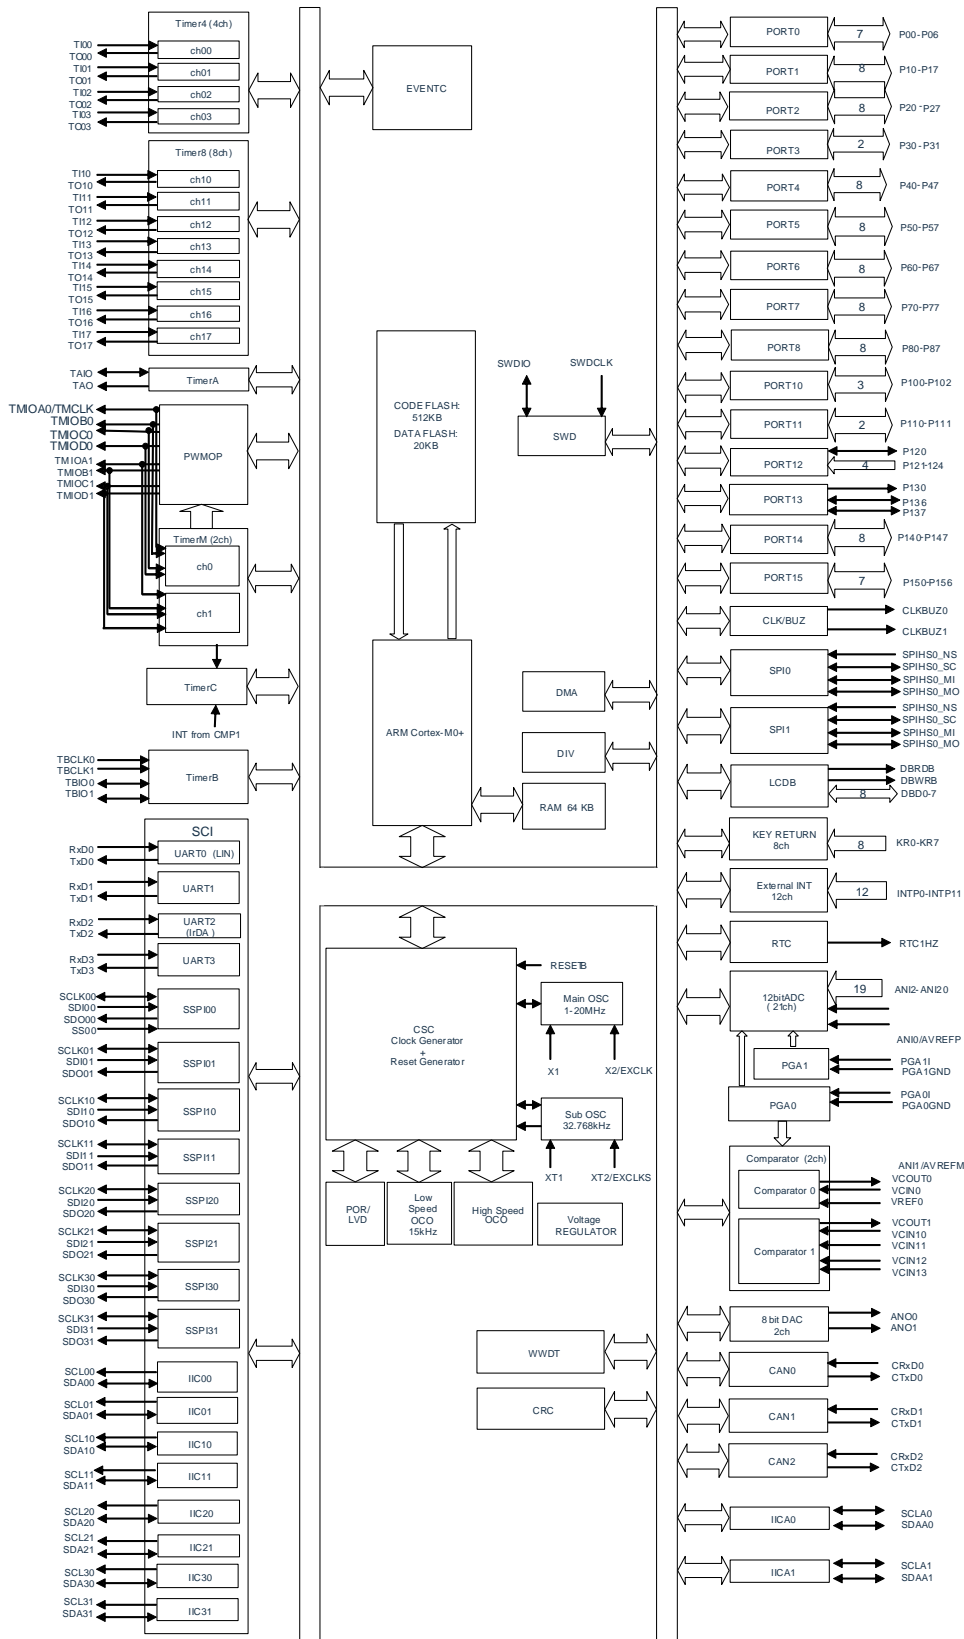 Timer4 (4ch)
TI00
TO00
ch00
TI01
TO01
ch01
TI02
TO02
ch02
TI03
TO03
ch03
Timer8 (8ch)
TI10
TO10
ch10
TI11
TO11
ch11
TI12
TO12
ch12
TI13
TO13
ch13
TI14
TO14
ch14
TI15
TO15
ch15
TI16
TO16
ch16
TI17
TO17
ch17
TAIO
TAO
TimerA
TMIOA0/TMCLK
TMIOB0
TMIOC0
TMIOD0
TMIOA1
TMIOB1
TMIOC1
TMIOD1
PWMOP
TimerM (2ch)
ch0
ch1
TimerC
INT from CMP1
TBCLK0
TBCLK1
TBIO0
TBIO1
TimerB
SCI
RxD0
TxD0
UART0 (LIN)
RxD1
TxD1
UART1
RxD2
TxD2
UART2
(IrDA)
RxD3
TxD3
UART3
SCLK00
SDI00
SDO00
SS00
SSPI00
SCLK01
SDI01
SDO01
SSPI01
SCLK10
SDI10
SDO10
SSPI10
SCLK11
SDI11
SDO11
SSPI11
SCLK20
SDI20
SDO20
SSPI20
SCLK21
SDI21
SDO21
SSPI21
SCLK30
SDI30
SDO30
SSPI30
SCLK31
SDI31
SDO31
SSPI31
SCL00
SDA00
IIC00
SCL01
SDA01
IIC01
SCL10
SDA10
IIC10
SCL11
SDA11
IIC11
SCL20
SDA20
IIC20
SCL21
SDA21
IIC21
SCL30
SDA30
IIC30
SCL31
SDA31
IIC31
EVENTC
CODE FLASH:
512KB
DATA FLASH:
20KB
SWDIO
SWDCLK
SWD
ARM Cortex-M0+
DMA
DIV
RAM 64 KB
CSC
Clock Generator
+
Reset Generator
RESETB
Main OSC
1-20MHz
X1
X2/EXCLK
Sub OSC
32.768kHz
XT1
XT2/EXCLKS
POR/
LVD
Low
Speed
OCO
15kHz
High Speed
OCO
Voltage
REGULATOR
WWDT
CRC
PORT0
7
P00-P06
PORT1
8
P10-P17
PORT2
8
P20 -P27
PORT3
2
P30 - P31
PORT4
8
P40-P47
PORT5
8
P50-P57
PORT6
8
P60-P67
PORT7
8
P70-P77
PORT8
8
P80-P87
PORT10
3
P100-P102
PORT11
2
P110-P111
PORT12
P120
4
P121-124
PORT13
P130
P136
P137
PORT14
8
P140-P147
PORT15
7
P150-P156
CLK/BUZ
CLKBUZ0
CLKBUZ1
SPI0
SPIHS0_NS
SPIHS0_SC
SPIHS0_MI
SPIHS0_MO
SPI1
SPIHS0_NS
SPIHS0_SC
SPIHS0_MI
SPIHS0_MO
LCDB
DBRDB
DBWRB
8
DBD0-7
KEY RETURN
8ch
8
KR0-KR7
External INT
12ch
12
INTP0-INTP11
RTC
RTC1HZ
12bitADC
( 21ch)
19
ANI2- ANI20
ANI0/AVREFP
PGA1
PGA1I
PGA1GND
PGA0
PGA0I
PGA0GND
Comparator (2ch)
ANI1/AVREFM
Comparator 0
VCOUT0
VCIN0
VREF0
Comparator 1
VCOUT1
VCIN10
VCIN11
VCIN12
VCIN13
8 bit DAC
2ch
ANO0
ANO1
CAN0
CRxD0
CTxD0
CAN1
CRxD1
CTxD1
CAN2
CRxD2
CTxD2
IICA0
SCLA0
SDAA0
IICA1
SCLA1
SDAA1